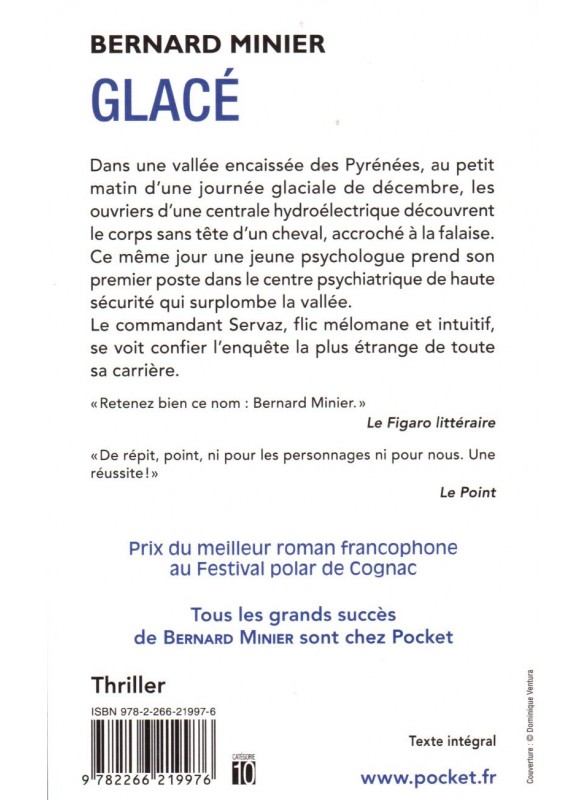 BERNARD MINIER
GLACÉ
Dans une vallée encaissée des Pyrénées, au petit
matin d'une journée glaciale de décembre, les
ouvriers d'une centrale hydroélectrique découvrent
le corps sans tête d'un cheval, accroché à la falaise.
Ce même jour une jeune psychologue prend son
premier poste dans le centre psychiatrique de haute
sécurité qui surplombe la vallée.
Le commandant Servaz, flic mélomane et intuitif,
se voit confier l'enquête la plus étrange de toute
sa carrière.
« Retenez bien ce nom : Bernard Minier. »
Le Figaro littéraire
« De répit, point, ni pour les personnages ni pour nous. Une
réussite ! »
Le Point
Prix du meilleur roman francophone
au Festival polar de Cognac
Tous les grands succès
de BERNARD MINIER sont chez Pocket
Thriller
ISBN 978-2-266-21997-6
9 782266 219976
CATÉGORIE
10
Texte intégral
www.pocket.fr
Couverture : © Dominique Ventura